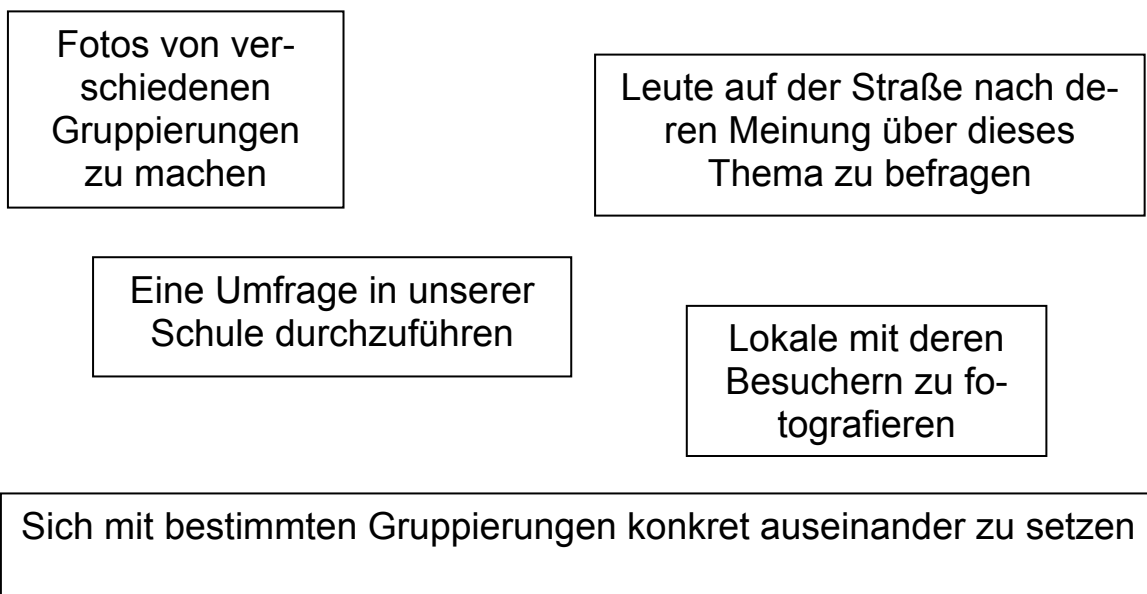 Fotos von ver-
schiedenen
Gruppierungen
zu machen
Leute auf der Straße nach de-
ren Meinung über dieses
Thema zu befragen
Eine Umfrage in unserer
Schule durchzuführen
Lokale mit deren
Besuchern zu fo-
tografieren
Sich mit bestimmten Gruppierungen konkret auseinander zu setzen